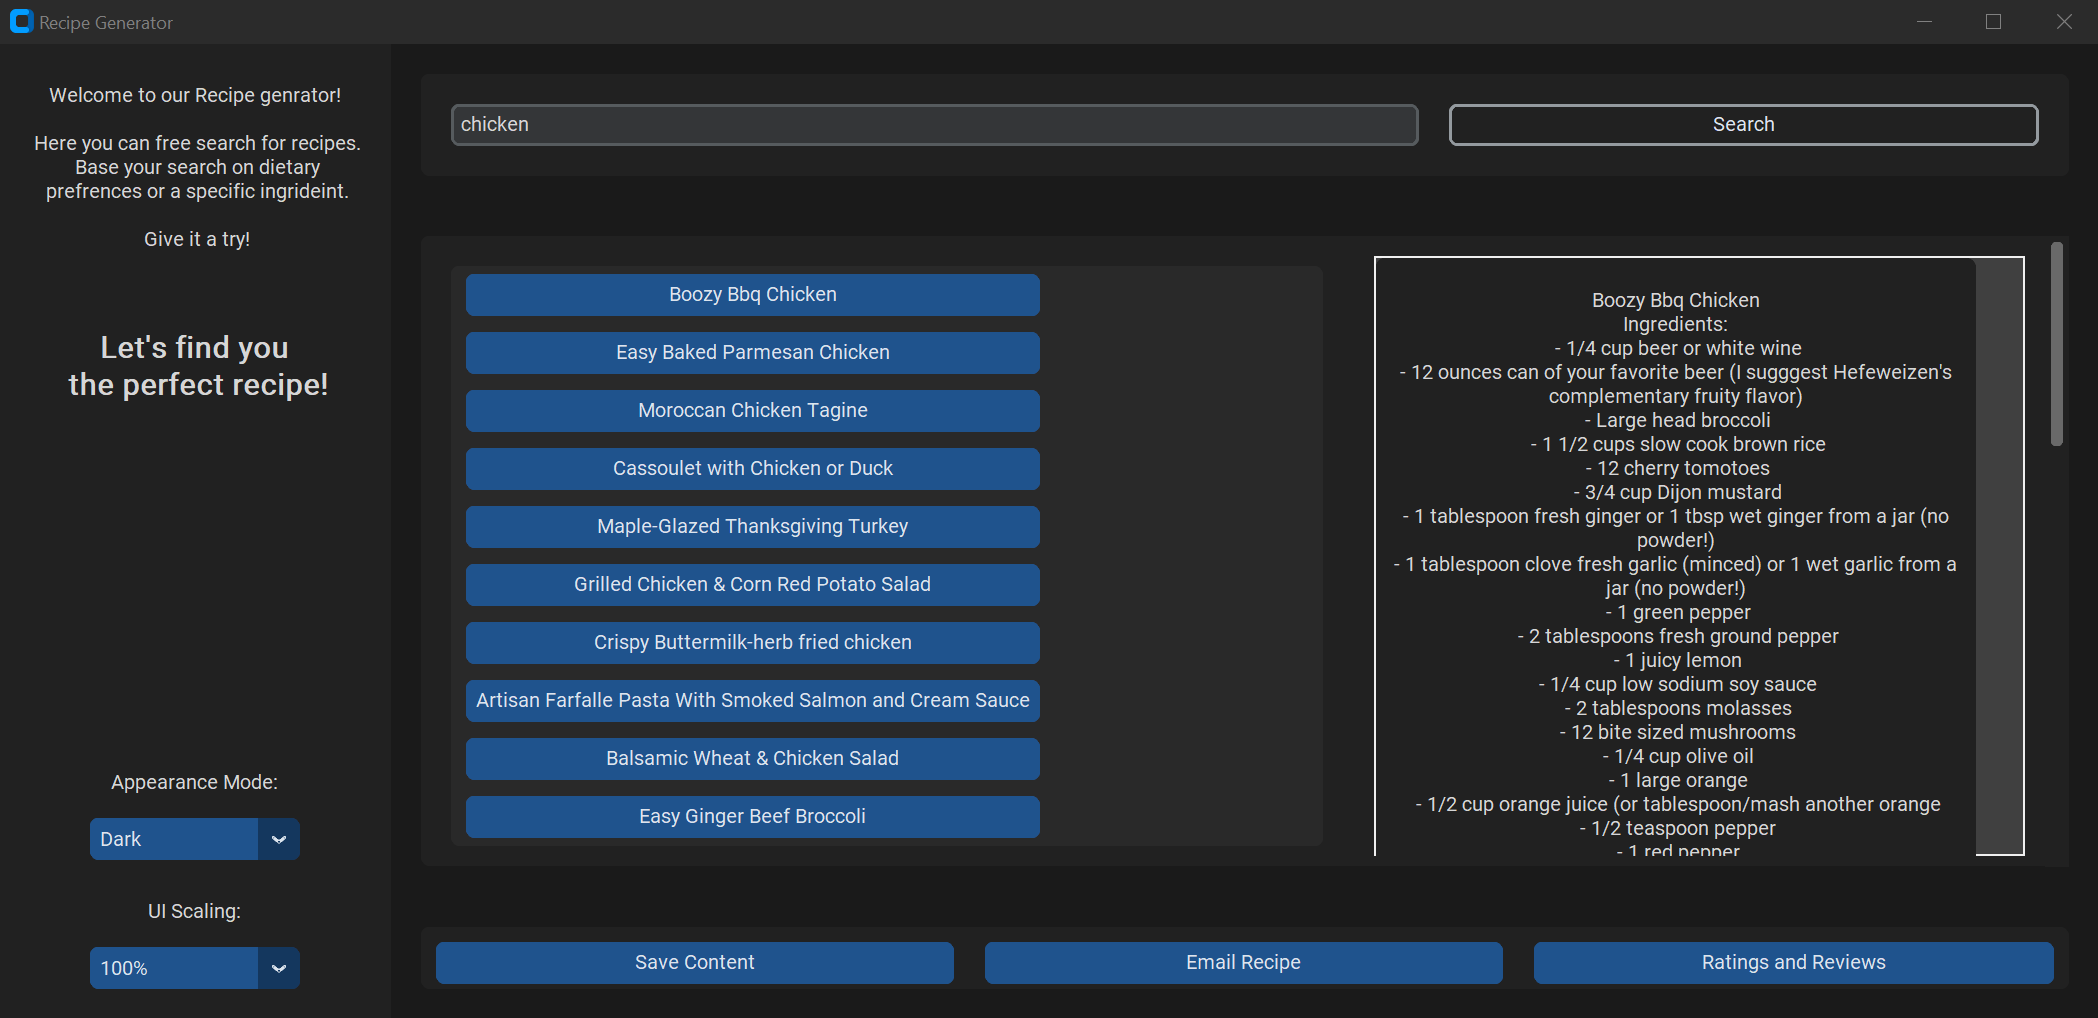 Recipe Generator
Welcome to our Recipe genrator!
Here you can free search for recipes.
Base your search on dietary
prefrences or a specific ingrideint.
Give it a try!
Let's find you
the perfect recipe!
Appearance Mode:
Dark
UI Scaling:
100%
chicken
Search
Boozy Bbq Chicken
Easy Baked Parmesan Chicken
Moroccan Chicken Tagine
Cassoulet with Chicken or Duck
Maple-Glazed Thanksgiving Turkey
Grilled Chicken & Corn Red Potato Salad
Crispy Buttermilk-herb fried chicken
Artisan Farfalle Pasta With Smoked Salmon and Cream Sauce
Balsamic Wheat & Chicken Salad
Easy Ginger Beef Broccoli
Boozy Bbq Chicken
Ingredients:
- 1/4 cup beer or white wine
- 12 ounces can of your favorite beer (I sugggest Hefeweizen's
complementary fruity flavor)
- Large head broccoli
- 1 1/2 cups slow cook brown rice
- 12 cherry tomotoes
- 3/4 cup Dijon mustard
- 1 tablespoon fresh ginger or 1 tbsp wet ginger from a jar (no
powder!)
- 1 tablespoon clove fresh garlic (minced) or 1 wet garlic from a
jar (no powder!)
- 1 green pepper
- 2 tablespoons fresh ground pepper
- 1 juicy lemon
- 1/4 cup low sodium soy sauce
- 2 tablespoons molasses
- 12 bite sized mushrooms
- 1/4 cup olive oil
- 1 large orange
- 1/2 cup orange juice (or tablespoon/mash another orange
- 1/2 teaspoon pepper
- 1 red pepper
Save Content
Email Recipe
Ratings and Reviews